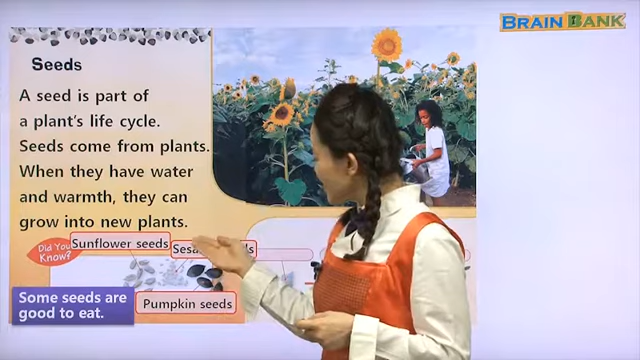 BRAIN BANK
Seeds
A seed is part of
a plant's life cycle.
Seeds come from plants.
When they have water
and warmth, they can
grow into new plants.
Did You
Know?
Sunflower seeds
Pumpkin seeds
Some seeds are
good to eat.